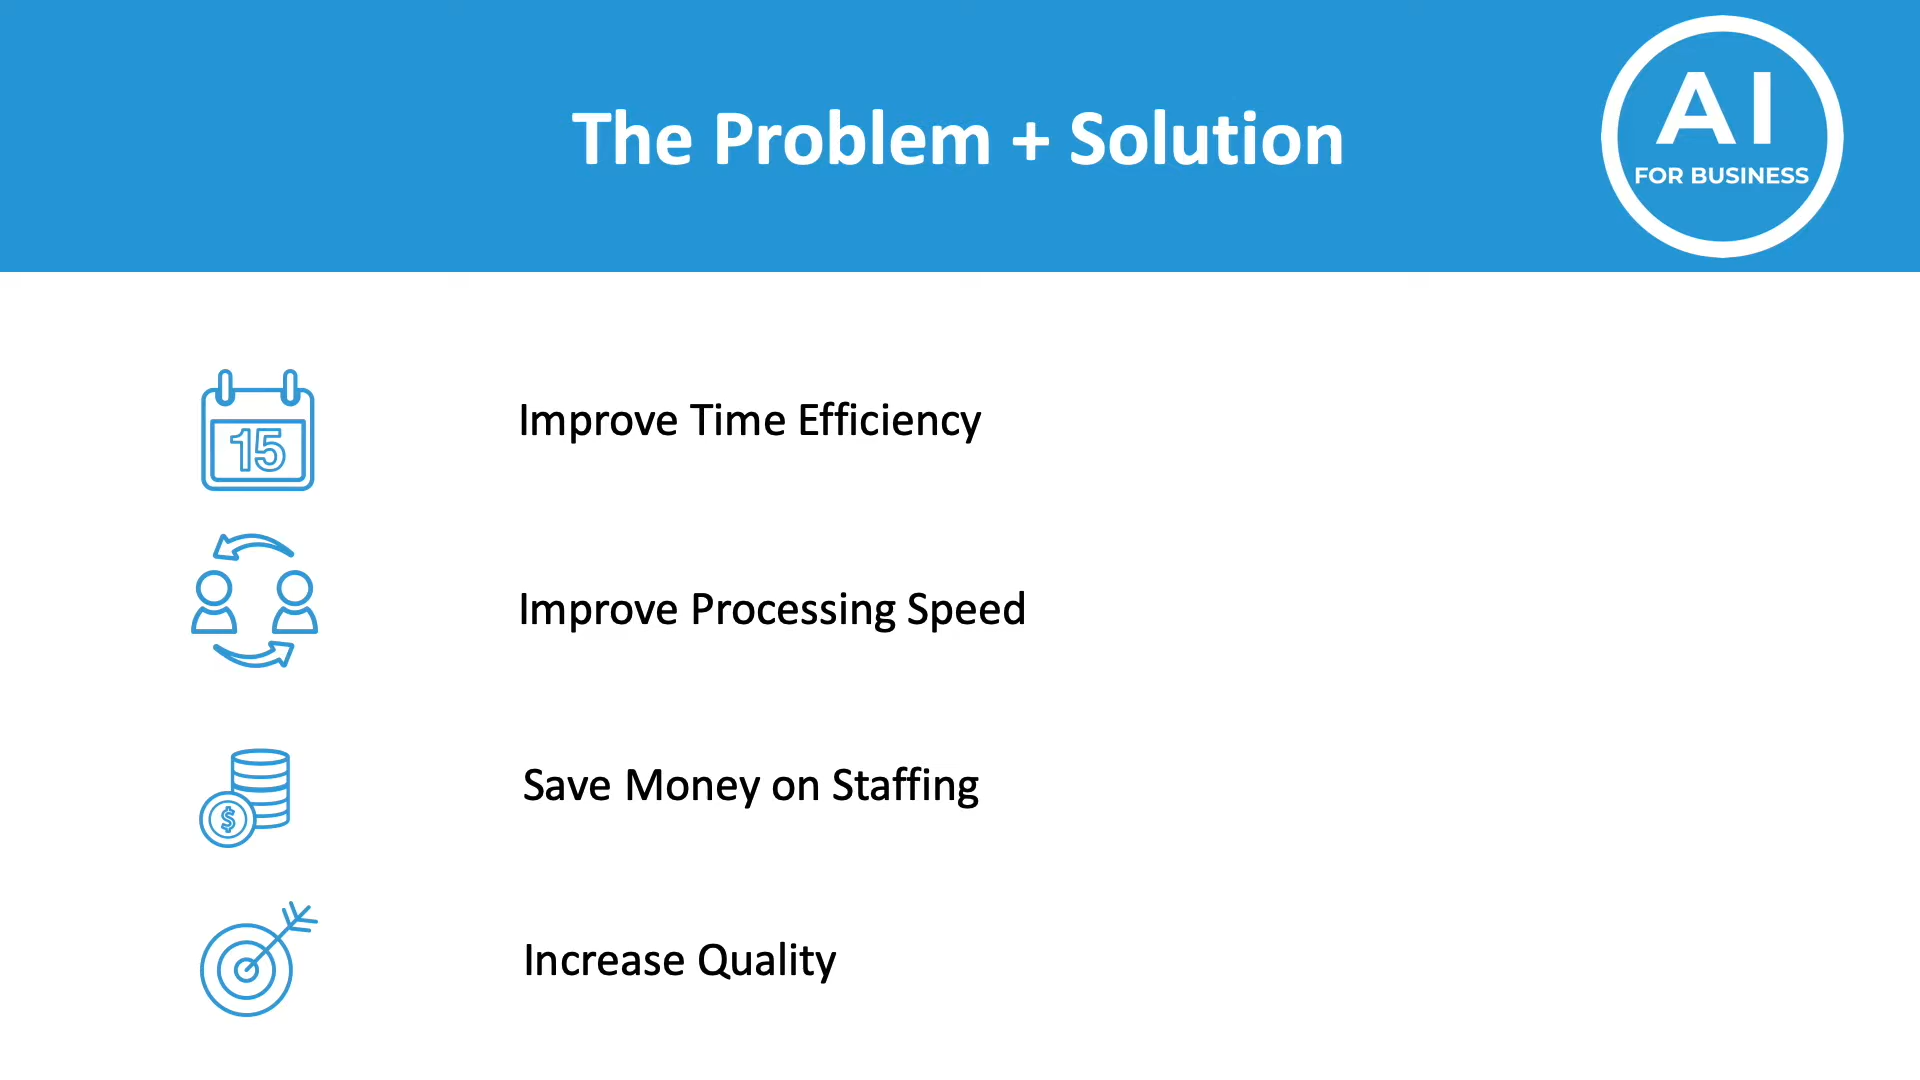 The Problem + Solution
AI
FOR BUSINESS
15
Improve Time Efficiency
Improve Processing Speed
$
Save Money on Staffing
Increase Quality